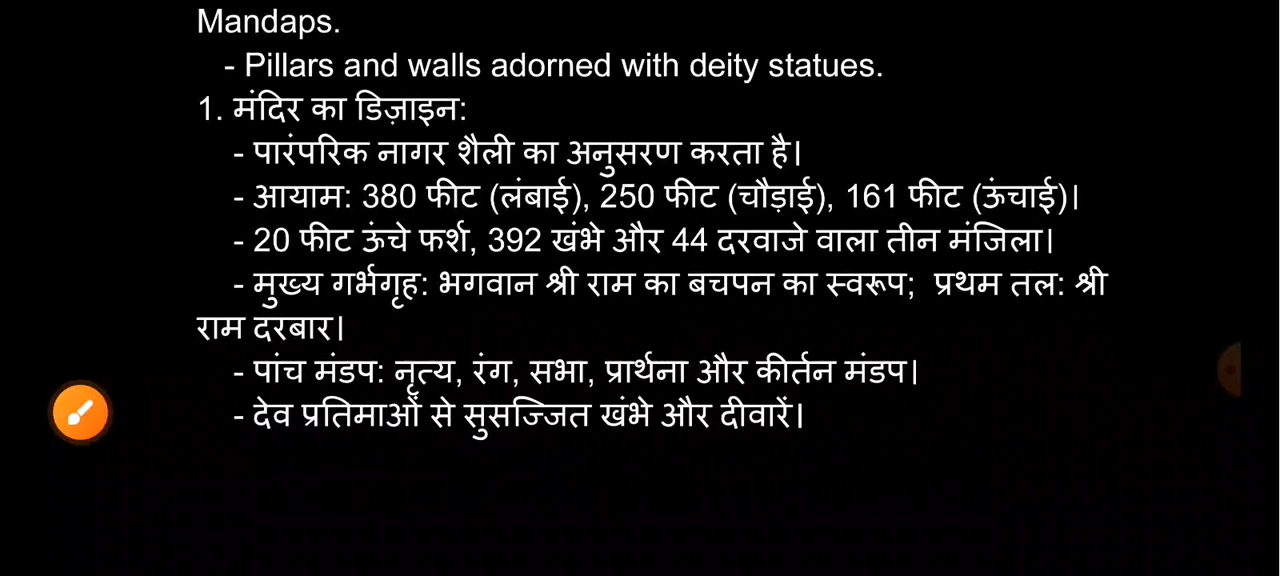 Mandaps.
- Pillars and walls adorned with deity statues.
1. मंदिर का डिज़ाइन:
- पारंपरिक नागर शैली का अनुसरण करता है।
- आयाम: 380 फीट (लंबाई), 250 फीट (चौड़ाई), 161 फीट (ऊंचाई)।
- 20 फीट ऊंचे फर्श, 392 खंभे और 44 दरवाजे वाला तीन मंजिला।
- मुख्य गर्भगृह: भगवान श्री राम का बचपन का स्वरूप; प्रथम तल: श्री
राम दरबार।
- पांच मंडप: नृत्य, रंग, सभा, प्रार्थना और कीर्तन मंडप।
- देव प्रतिमाओं से सुसज्जित खंभे और दीवारें।